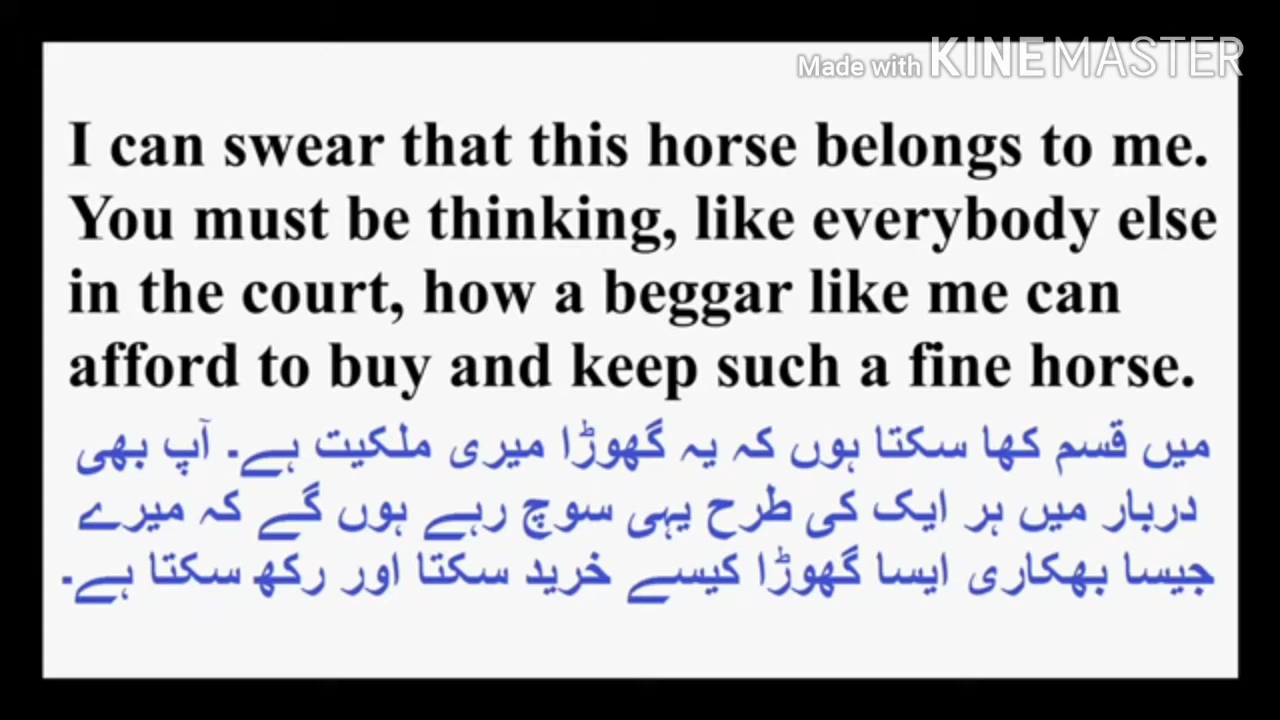 Made with KINEMASTER
I can swear that this horse belongs to me.
You must be thinking, like everybody else
in the court, how a beggar like me can
afford to buy and keep such a fine horse.
میں قسم کھا سکتا ہوں کہ یہ گھوڑا میری ملکیت ہے۔ آپ بھی
دربار میں ہر ایک کی طرح یہی سوچ رہے ہوں گے کہ میرے
جیسا بھکاری ایسا گھوڑا کیسے خرید سکتا اور رکھ سکتا ہے۔